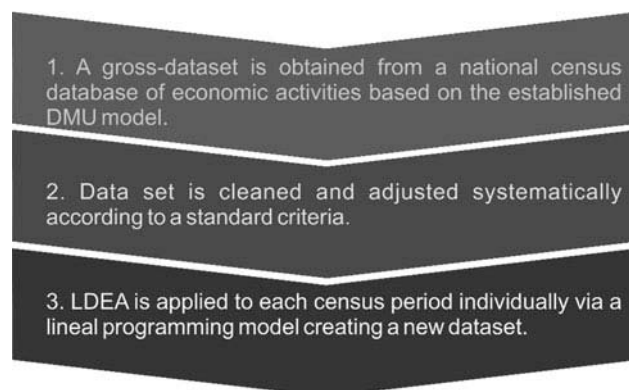 1. A gross-dataset is obtained from a national census
database of economic activities based on the established
DMU model.
2. Data set is cleaned and adjusted systematically
according to a standard criteria.
3. LDEA is applied to each census period individually via a
lineal programming model creating a new dataset.